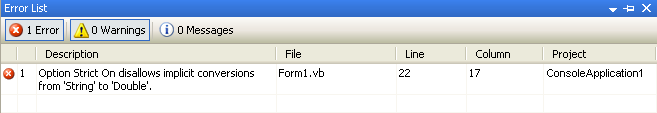 Error List
1 Error 0 Warnings 0 Messages
Description File Line Column Project
1 Option Strict On disallows implicit conversions from 'String' to 'Double'. Form1.vb 22 17 ConsoleApplication1